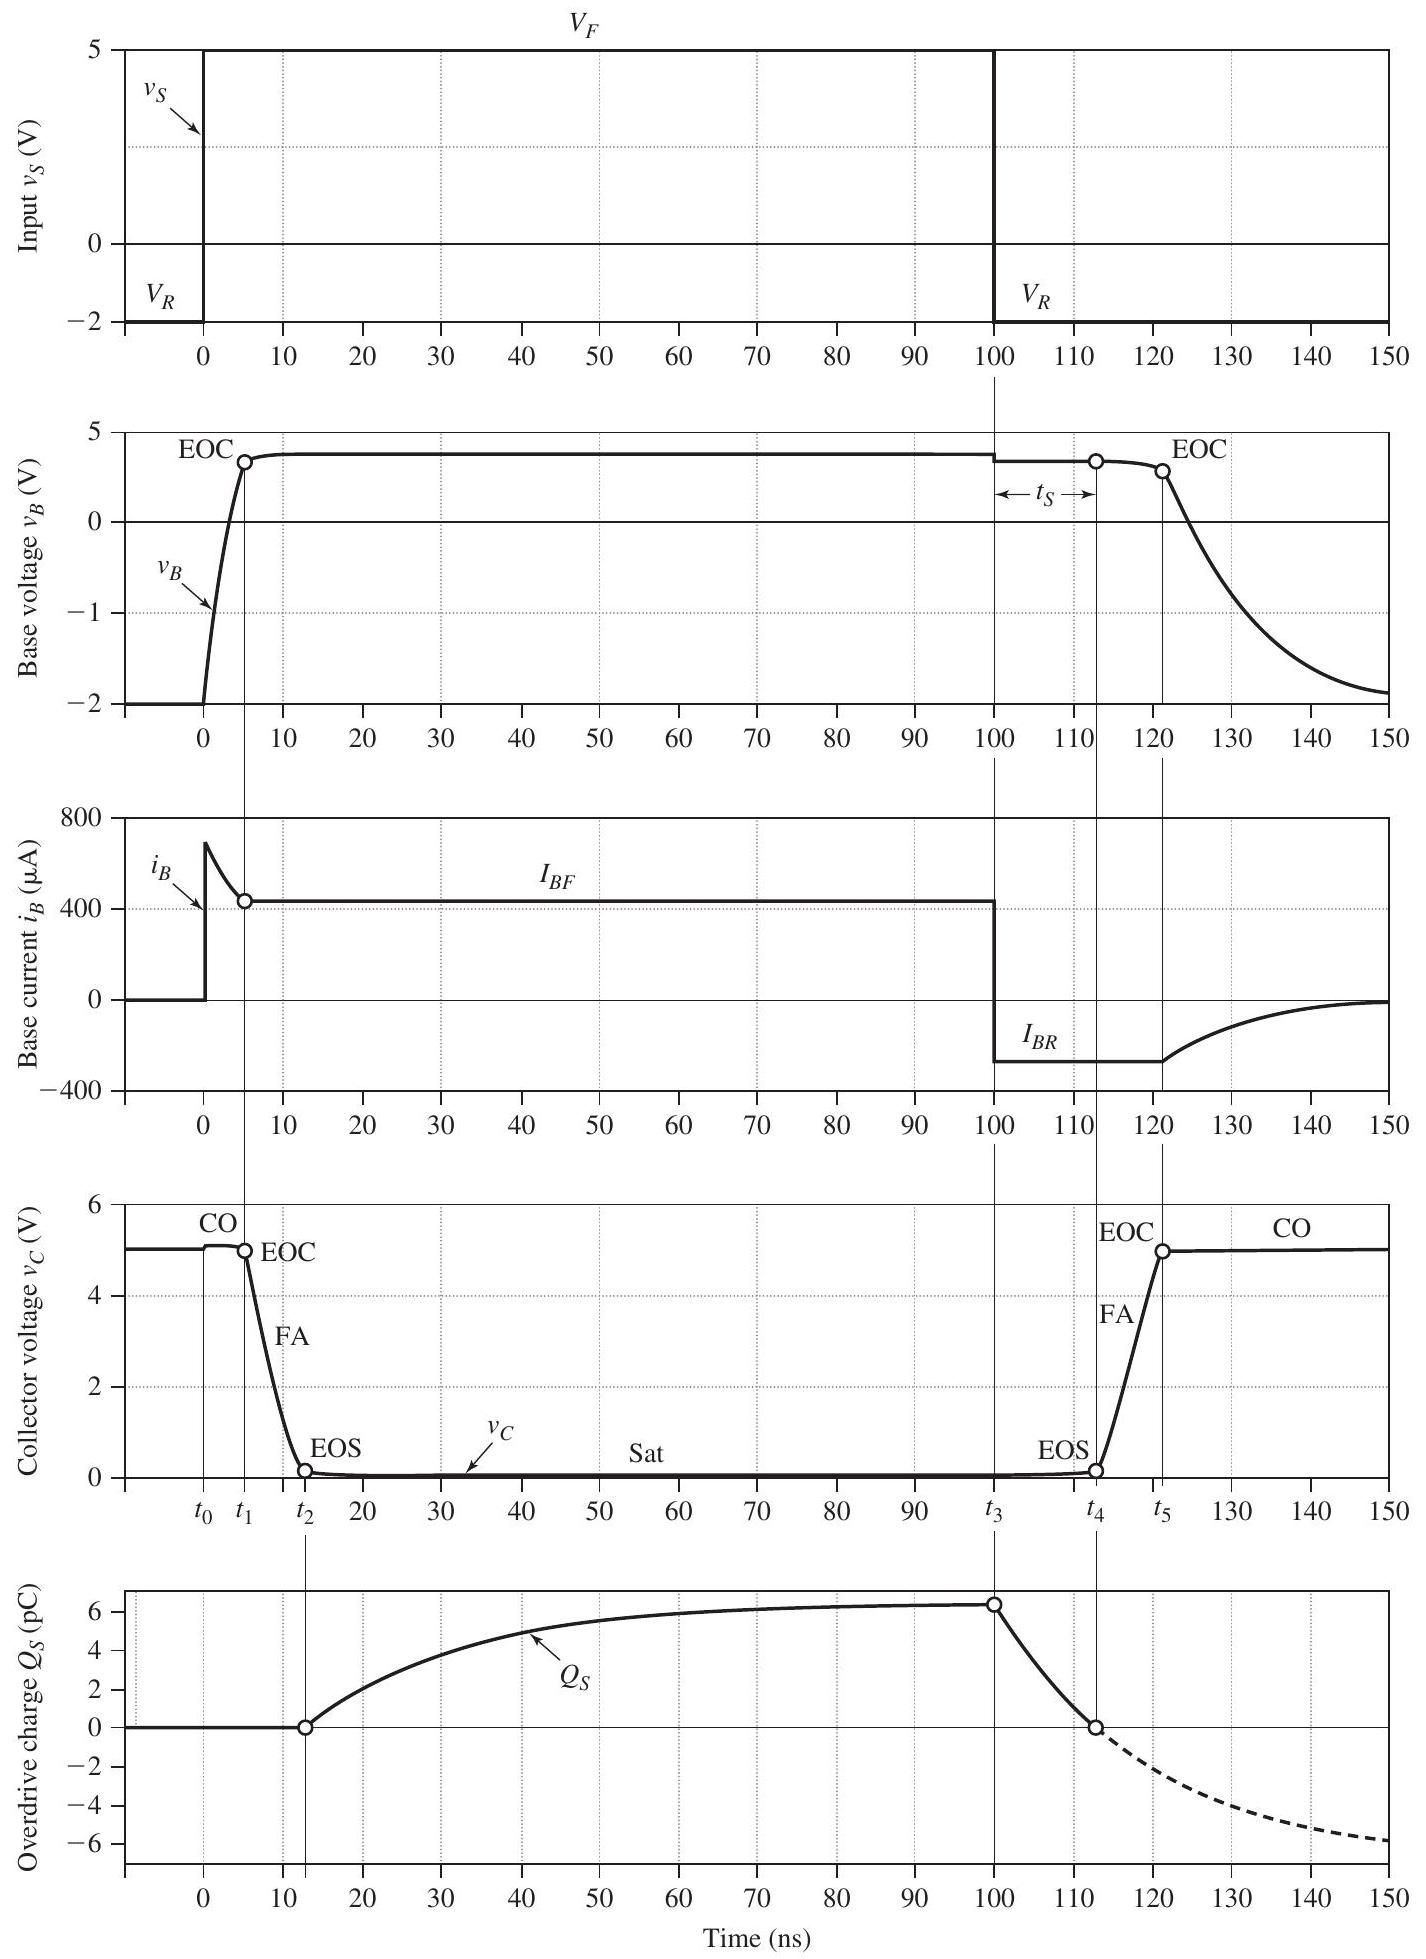 V_F
5
v_S
Input v_S (V)
0
V_R
V_R
−2
0 10 20 30 40 50 60 70 80 90 100 110 120 130 140 150
5
EOC
EOC
t_S
Base voltage v_B (V)
0
v_B
−1
−2
0 10 20 30 40 50 60 70 80 90 100 110 120 130 140 150
800
i_B
I_BF
Base current i_B (µA)
400
0
I_BR
−400
0 10 20 30 40 50 60 70 80 90 100 110 120 130 140 150
6
CO
EOC
EOC
CO
Collector voltage v_C (V)
4
FA
FA
2
v_C
EOS
Sat
EOS
0
t_0 t_1 t_2 20 30 40 50 60 70 80 90 t_3 t_4 t_5 130 140 150
Overdrive charge Q_S (pC)
6
4
Q_S
2
0
−2
−4
−6
0 10 20 30 40 50 60 70 80 90 100 110 120 130 140 150
Time (ns)